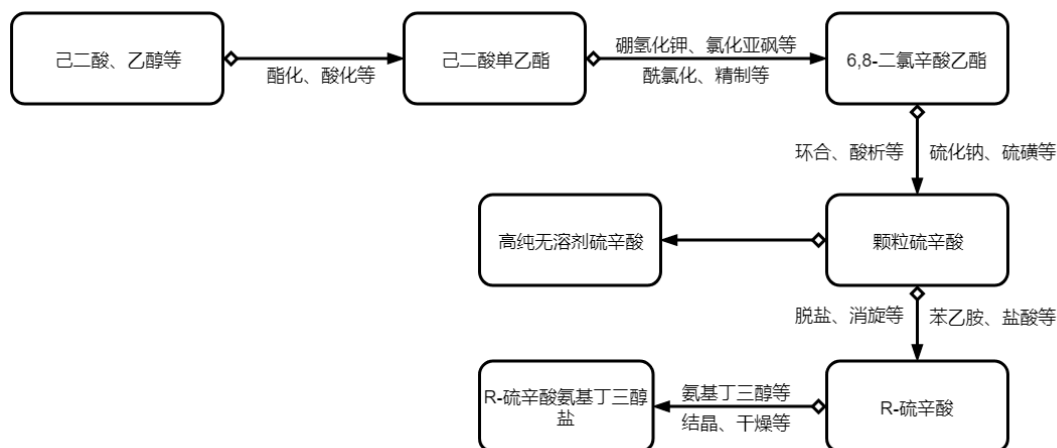 己二酸、乙醇等
酯化、酸化等
己二酸单乙酯
硼氢化钾、氯化亚砜等
酰氯化、精制等
6,8-二氯辛酸乙酯
环合、酸析等
硫化钠、硫磺等
高纯无溶剂硫辛酸
颗粒硫辛酸
脱盐、消旋等
苯乙胺、盐酸等
R-硫辛酸氨基丁三醇
盐
氨基丁三醇等
结晶、干燥等
R-硫辛酸